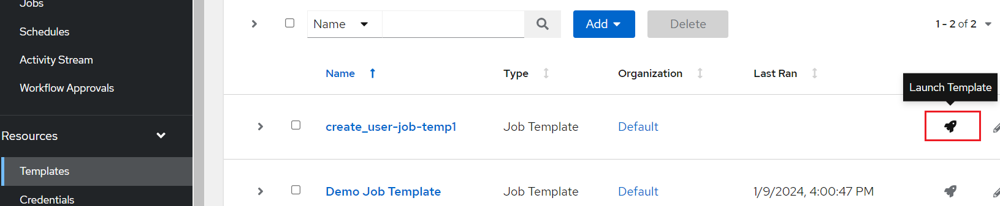 Jobs
Schedules
Activity Stream
Workflow Approvals
Resources
Templates
Credentials
Name Add Delete 1 - 2 of 2
Name Type Organization Last Ran
Launch Template
create_user-job-temp1 Job Template Default
Demo Job Template Job Template Default 1/9/2024, 4:00:47 PM